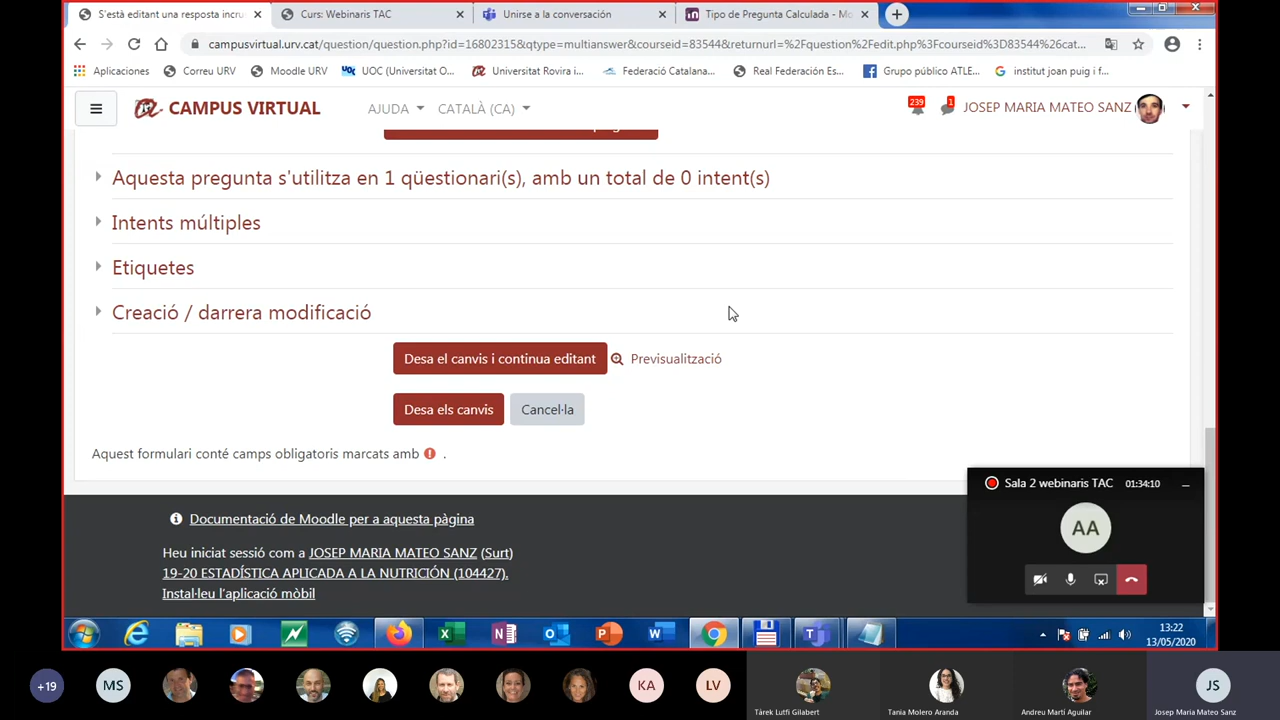 S'està editant una resposta incru
Curs: Webinaris TAC
Unirse a la conversación
Tipo de Pregunta Calculada - Mo
campusvirtual.urv.cat/question/question.php?id=16802315&qtype=multianswer&courseid=83544&returnurl=%2Fquestion%2Fedit.php%3Fcourseid%3D83544%26cat...
Aplicaciones
Correu URV
Moodle URV
UOC (Universitat O...
Universitat Rovira i...
Federació Catalana...
Real Federación Es...
Grupo público ATLE...
institut joan puig i f...
CAMPUS VIRTUAL
AJUDA
CATALÀ (CA)
239
1
JOSEP MARIA MATEO SANZ
Aquesta pregunta s'utilitza en 1 qüestionari(s), amb un total de 0 intent(s)
Intents múltiples
Etiquetes
Creació / darrera modificació
Desa el canvis i continua editant
Previsualització
Desa els canvis
Cancel·la
Aquest formulari conté camps obligatoris marcats amb .
Sala 2 webinaris TAC
01:34:10
AA
Documentació de Moodle per a aquesta pàgina
Heu iniciat sessió com a JOSEP MARIA MATEO SANZ (Surt)
19-20 ESTADÍSTICA APLICADA A LA NUTRICIÓN (104427).
Instal·leu l'aplicació mòbil
13:22
13/05/2020
+19
MS
KA
LV
JS
Tàrek Lutfi Gilabert
Tania Molero Aranda
Andreu Martí Aguilar
Josep Maria Mateo Sanz